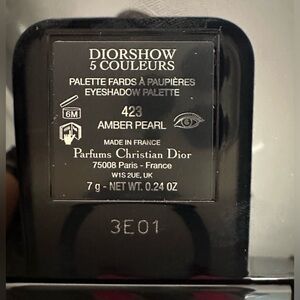 DIORSHOW
5 COULEURS
PALETTE FARDS À PAUPIÈRES
EYESHADOW PALETTE
6M
423
AMBER PEARL
MADE IN FRANCE
Parfums Christian Dior
75008 Paris - France
W1S 2UE, UK
7 g - NET WT. 0.24 OZ
3E01